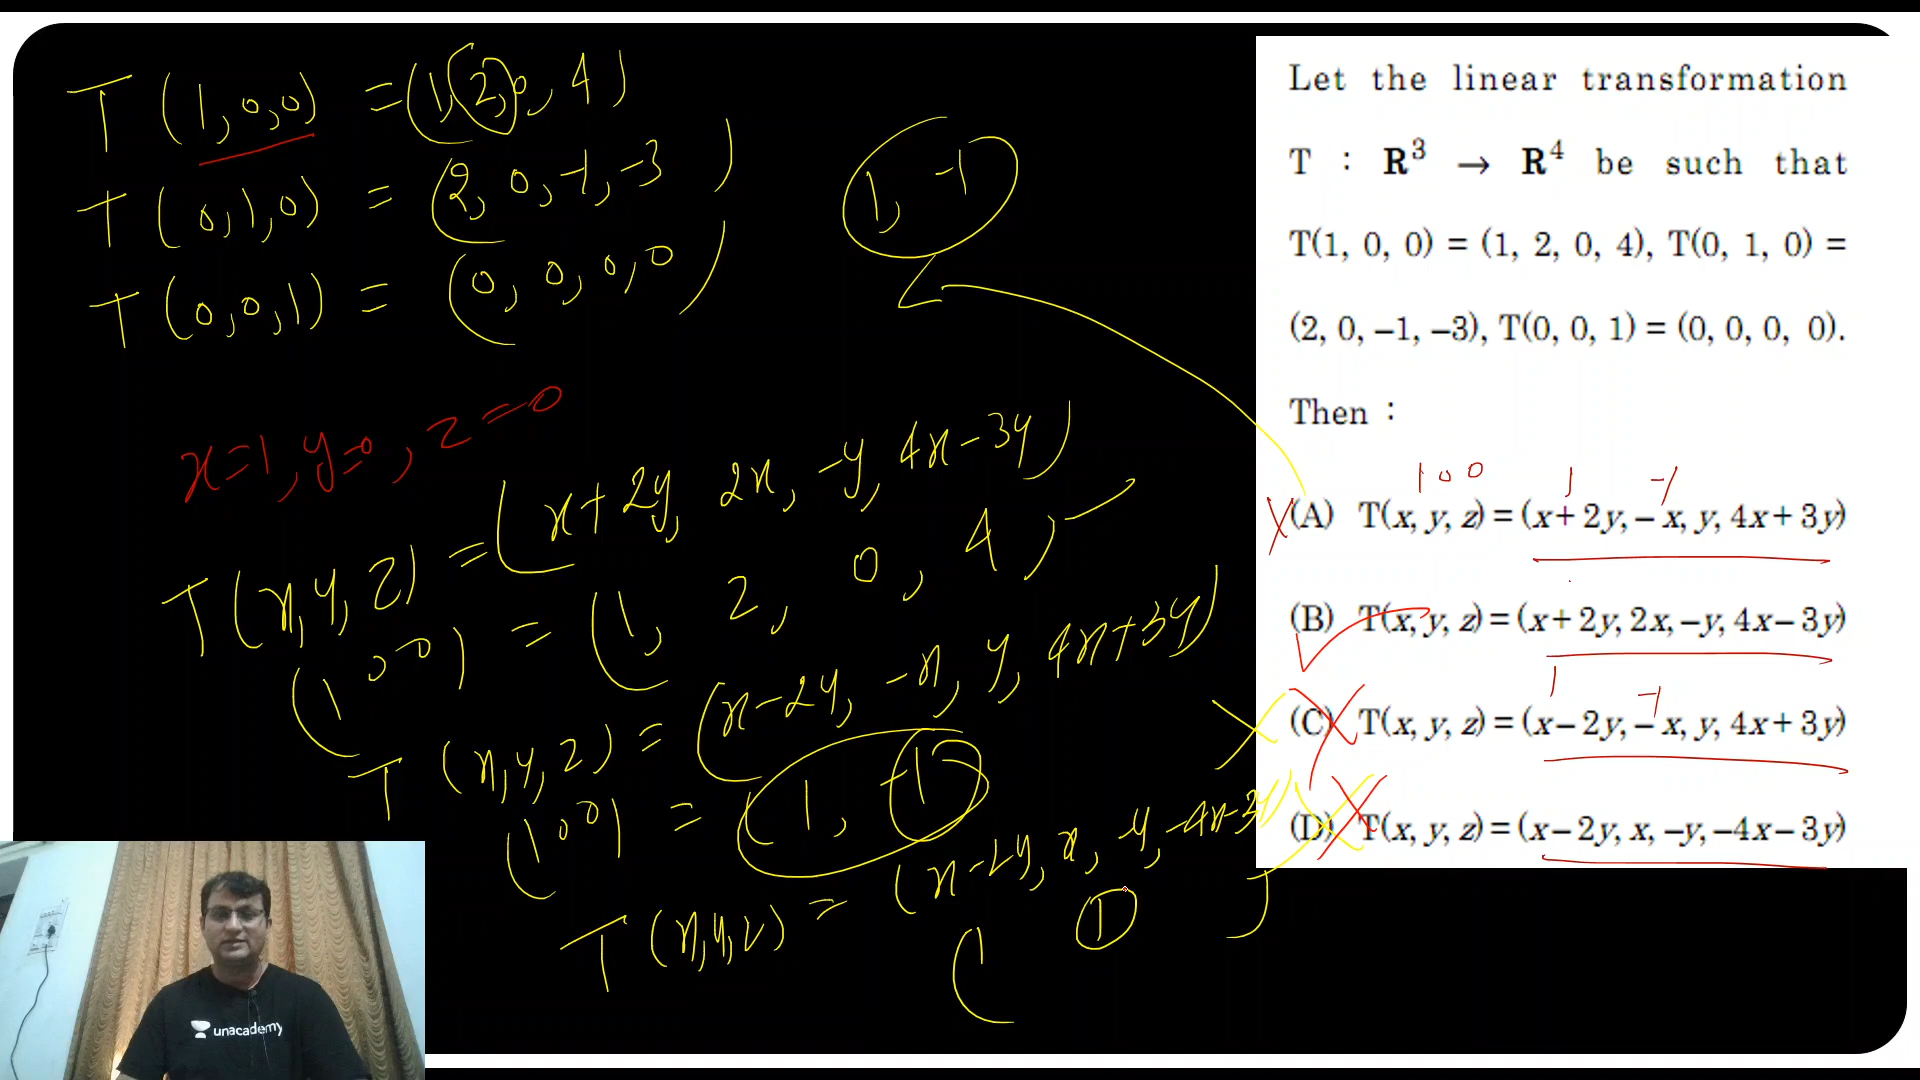 T(1,0,0) = (1, 2, 0, 4)
T(0,1,0) = (2, 0, -1, -3)
T(0,0,1) = (0, 0, 0, 0)
1, -1
x=1, y=0, z=0
T(x, y, z) = (x+2y, 2x, -y, 4x-3y)
(1 0 0) = (1, 2, 0, 4)
T(x, y, z) = (x-2y, -x, y, 4x+3y)
(1 0 0) = (1, -1
T(x, y, z) = (x-2y, x, -y, -4x-3y)
( 1
unacademy
Let the linear transformation
T : R³ → R⁴ be such that
T(1, 0, 0) = (1, 2, 0, 4), T(0, 1, 0) =
(2, 0, –1, –3), T(0, 0, 1) = (0, 0, 0, 0).
Then :
1 0 0 1 -1
(A) T(x, y, z) = (x+ 2y, – x, y, 4x+ 3y)
(B) T(x, y, z) = (x+ 2y, 2x, –y, 4x– 3y)
1 -1
(C) T(x, y, z) = (x– 2y, – x, y, 4x+ 3y)
(D) T(x, y, z) = (x– 2y, x, –y, –4x– 3y)